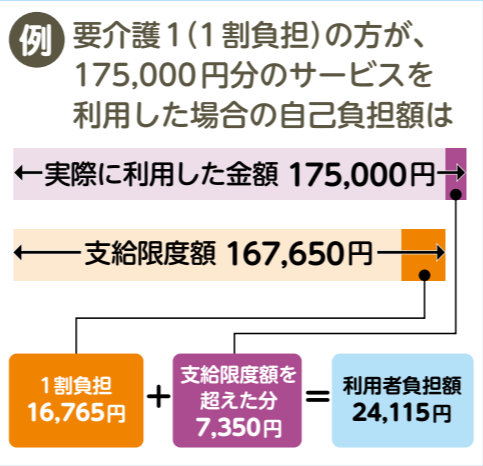 例 要介護1(1割負担)の方が、
175,000円分のサービスを
利用した場合の自己負担額は
実際に利用した金額 175,000円
支給限度額 167,650円
1割負担
16,765円
+
支給限度額を
超えた分
7,350円
=
利用者負担額
24,115円